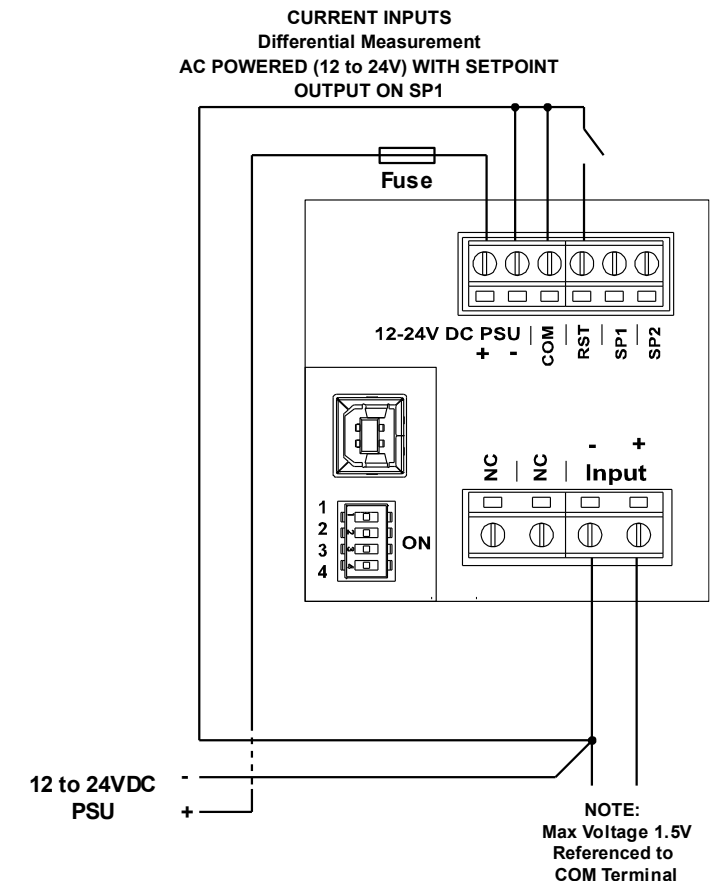 CURRENT INPUTS
Differential Measurement
AC POWERED (12 to 24V) WITH SETPOINT
OUTPUT ON SP1
Fuse
12-24V DC PSU | COM | RST | SP1 | SP2
+ -
- +
NC | NC | Input
1
2
3
4
ON
12 to 24VDC -
PSU +
NOTE:
Max Voltage 1.5V
Referenced to
COM Terminal